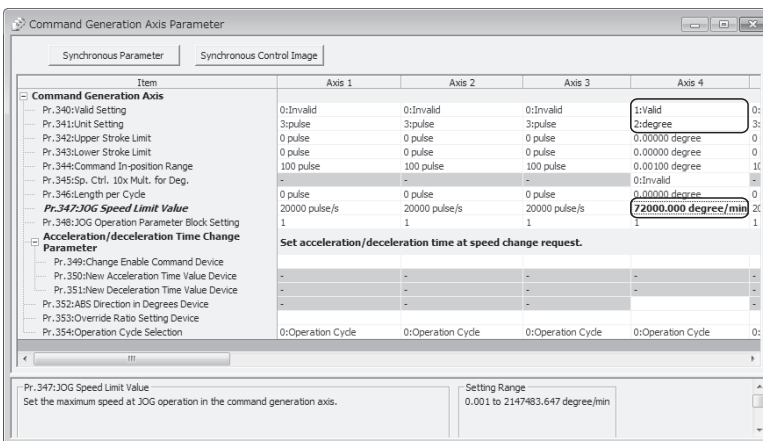 Command Generation Axis Parameter
Synchronous Parameter Synchronous Control Image
Item Axis 1 Axis 2 Axis 3 Axis 4
Command Generation Axis
Pr.340:Valid Setting 0:Invalid 0:Invalid 0:Invalid 1:Valid 0:
Pr.341:Unit Setting 3:pulse 3:pulse 3:pulse 2:degree 3:
Pr.342:Upper Stroke Limit 0 pulse 0 pulse 0 pulse 0.00000 degree 0
Pr.343:Lower Stroke Limit 0 pulse 0 pulse 0 pulse 0.00000 degree 0
Pr.344:Command In-position Range 100 pulse 100 pulse 100 pulse 0.00100 degree 10
Pr.345:Sp. Ctrl. 10x Mult. for Deg. - - - 0:Invalid -
Pr.346:Length per Cycle 0 pulse 0 pulse 0 pulse 0.00000 degree 0
Pr.347:JOG Speed Limit Value 20000 pulse/s 20000 pulse/s 20000 pulse/s 72000.000 degree/min 20
Pr.348:JOG Operation Parameter Block Setting 1 1 1 1 1
Acceleration/deceleration Time Change
Parameter Set acceleration/deceleration time at speed change request.
Pr.349:Change Enable Command Device
Pr.350:New Acceleration Time Value Device - - - - -
Pr.351:New Deceleration Time Value Device - - - - -
Pr.352:ABS Direction in Degrees Device - - - -
Pr.353:Override Ratio Setting Device
Pr.354:Operation Cycle Selection 0:Operation Cycle 0:Operation Cycle 0:Operation Cycle 0:Operation Cycle 0:
Pr.347:JOG Speed Limit Value Setting Range
Set the maximum speed at JOG operation in the command generation axis. 0.001 to 2147483.647 degree/min